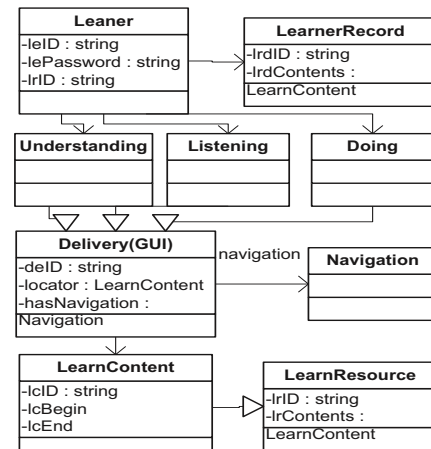 Leaner
-leID : string
-lePassword : string
-lrID : string
LearnerRecord
-lrdID : string
-lrdContents :
LearnContent
Understanding
Listening
Doing
Delivery(GUI)
-deID : string
-locator : LearnContent
-hasNavigation :
Navigation
navigation
Navigation
LearnContent
-lcID : string
-lcBegin
-lcEnd
LearnResource
-lrID : string
-lrContents :
LearnContent